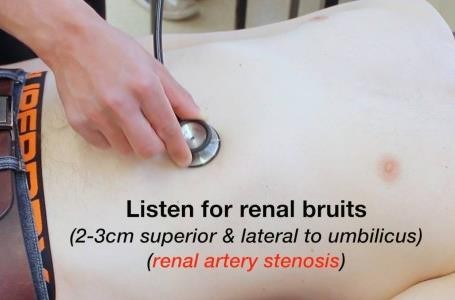 Listen for renal bruits
(2-3cm superior & lateral to umbilicus)
(renal artery stenosis)